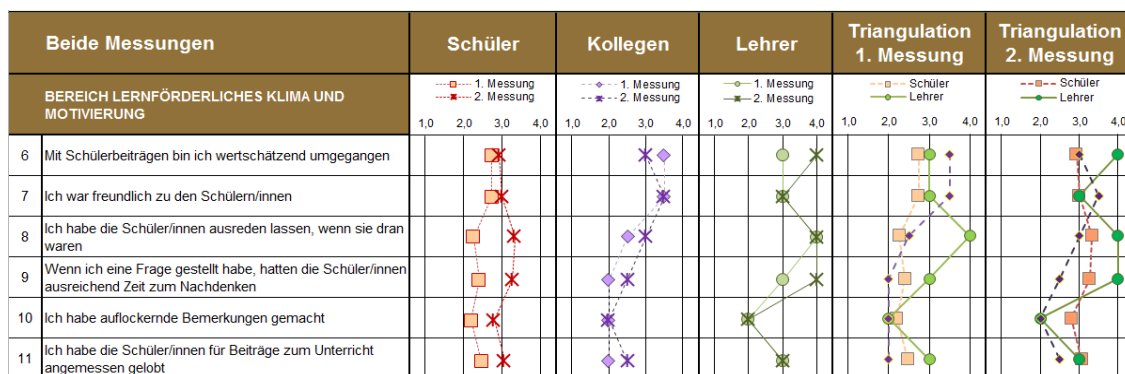 Beide Messungen
Schüler
Kollegen
Lehrer
Triangulation
1. Messung
Triangulation
2. Messung
BEREICH LERNFÖRDERLICHES KLIMA UND
MOTIVIERUNG
1. Messung
2. Messung
1,0 2,0 3,0 4,0
1. Messung
2. Messung
1,0 2,0 3,0 4,0
1. Messung
2. Messung
1,0 2,0 3,0 4,0
Schüler
Lehrer
1,0 2,0 3,0 4,0
Schüler
Lehrer
1,0 2,0 3,0 4,0
6 Mit Schülerbeiträgen bin ich wertschätzend umgegangen
7 Ich war freundlich zu den Schülern/innen
8 Ich habe die Schüler/innen ausreden lassen, wenn sie dran
waren
9 Wenn ich eine Frage gestellt habe, hatten die Schüler/innen
ausreichend Zeit zum Nachdenken
10 Ich habe auflockernde Bemerkungen gemacht
11 Ich habe die Schüler/innen für Beiträge zum Unterricht
angemessen gelobt